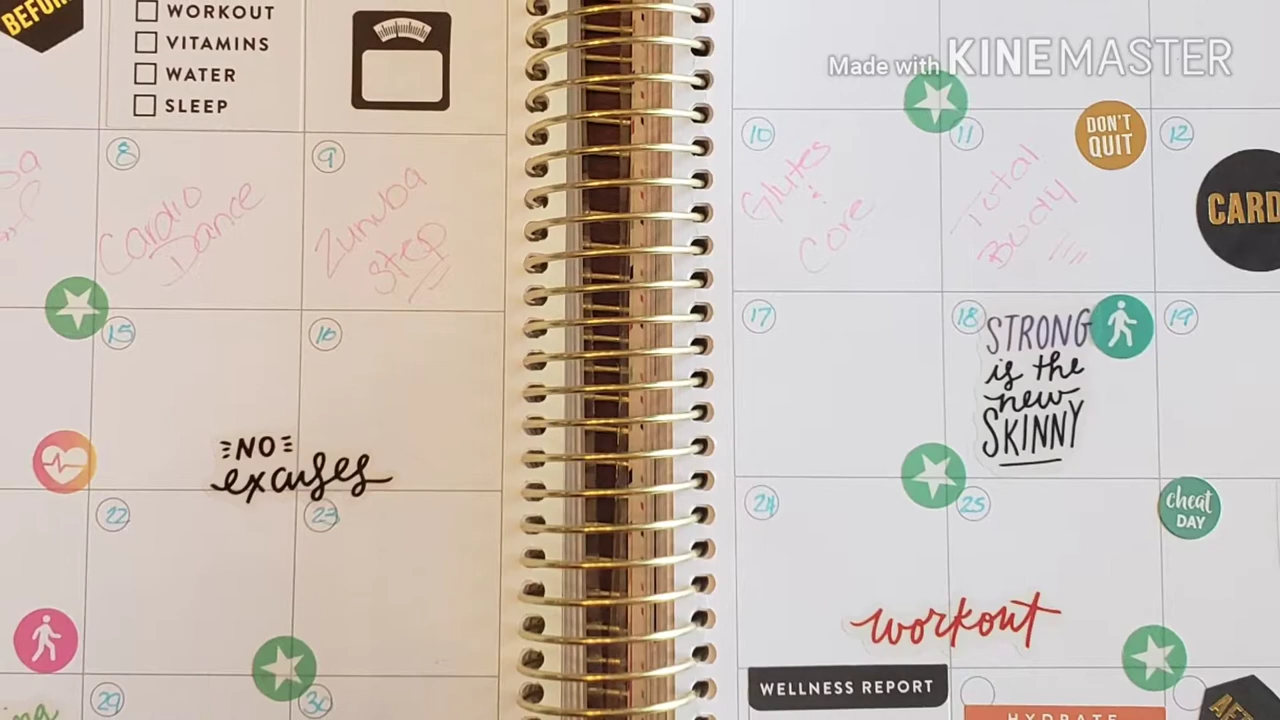 BEFOR
WORKOUT
VITAMINS
WATER
SLEEP
Made with KINEMASTER
8
Cardio
Dance
9
Zumba
Step
10
Glutes
:
Core
11
DON'T
QUIT
Total
Body
12
CARD
15
16
NO
excuses
17
18
STRONG
is the
new
SKINNY
19
22
23
24
25
cheat
DAY
workout
29
30
WELLNESS REPORT
HYDRATE